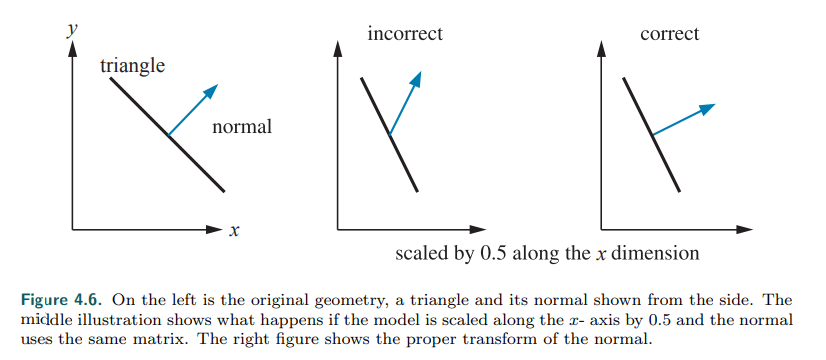 y
triangle
normal
x
incorrect
correct
scaled by 0.5 along the x dimension
Figure 4.6. On the left is the original geometry, a triangle and its normal shown from the side. The
middle illustration shows what happens if the model is scaled along the x- axis by 0.5 and the normal
uses the same matrix. The right figure shows the proper transform of the normal.